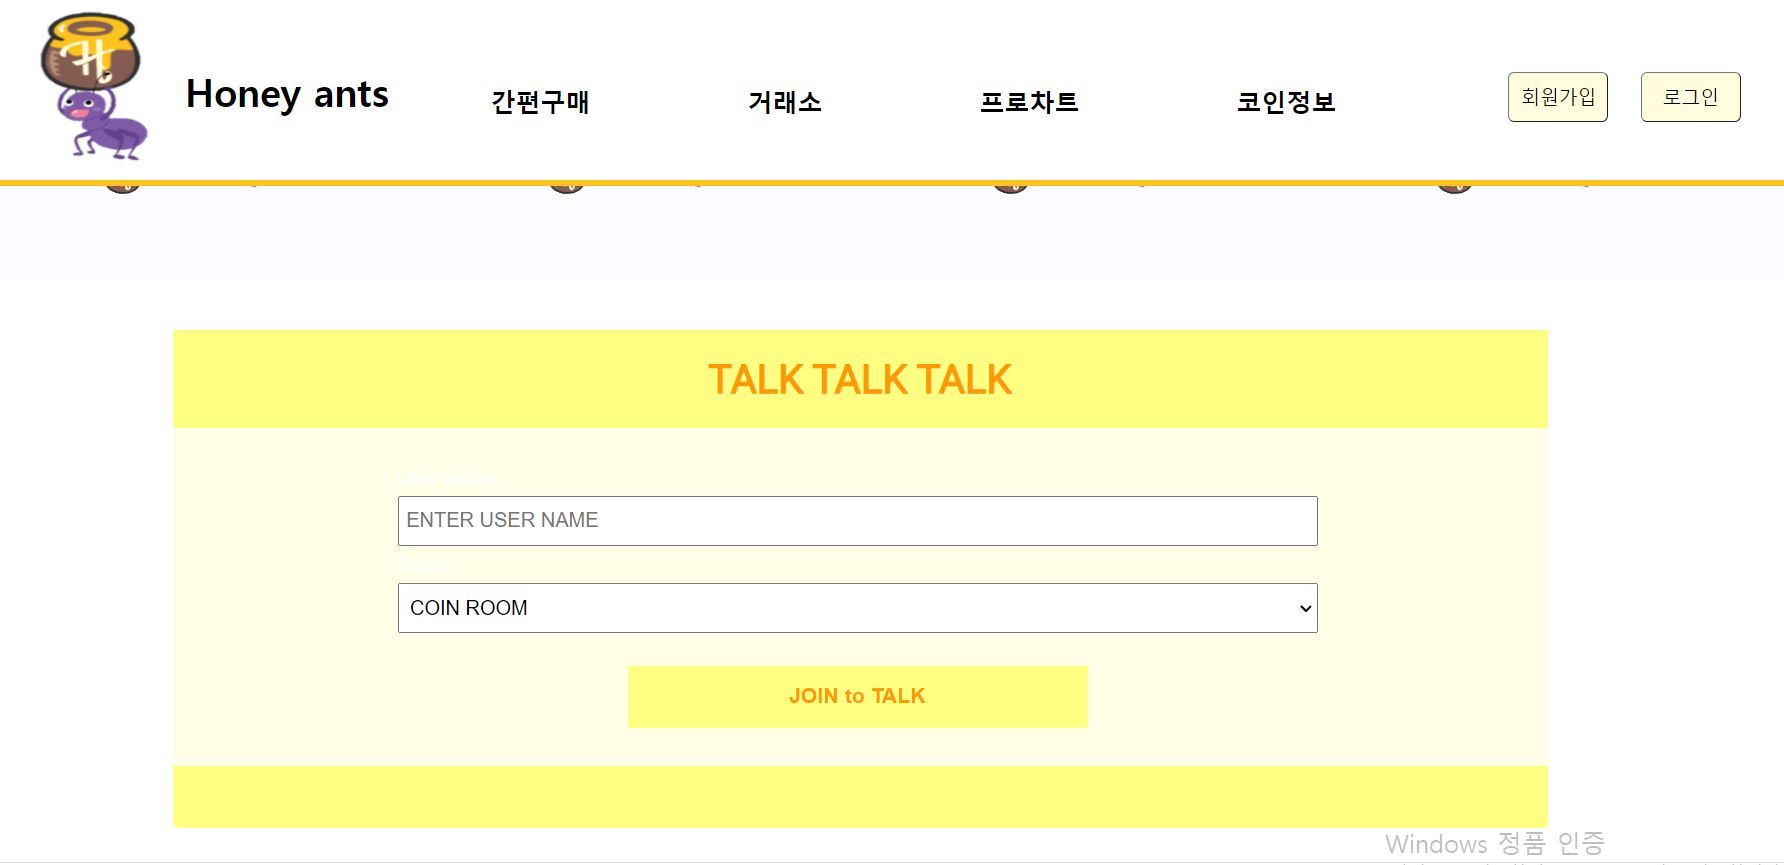 Honey ants
간편구매
거래소
프로차트
코인정보
회원가입
로그인
TALK TALK TALK
User name
ENTER USER NAME
Room
COIN ROOM
JOIN to TALK
Windows 정품 인증